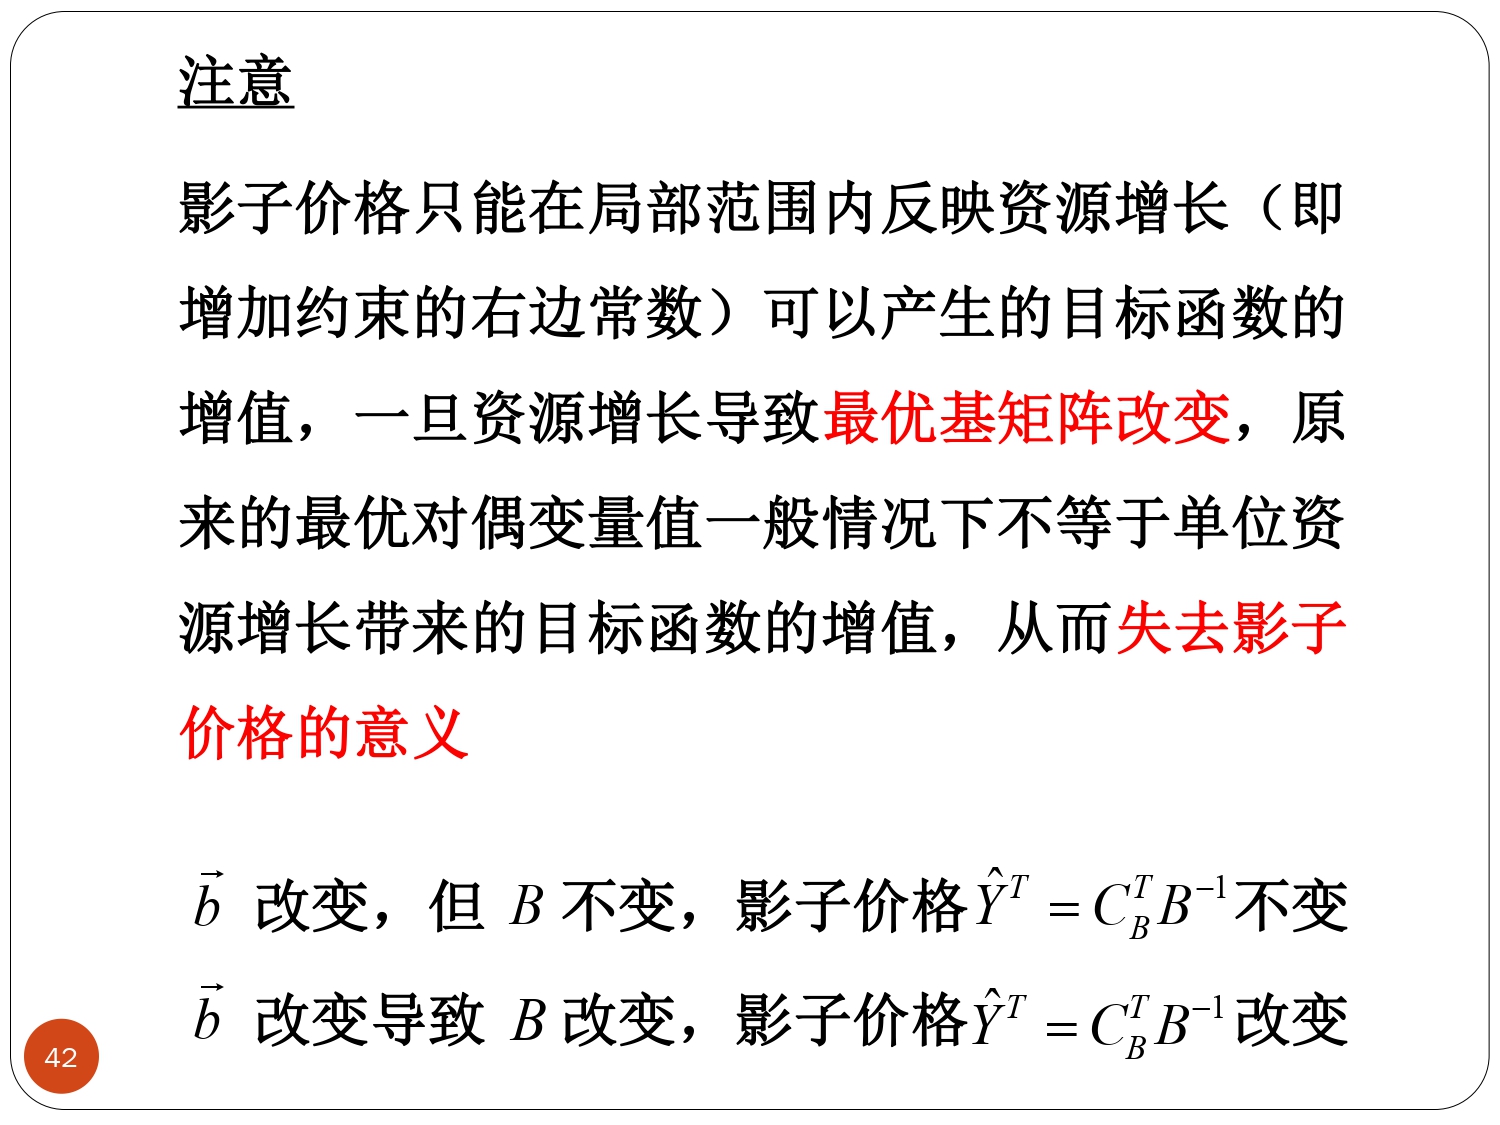 注意
影子价格只能在局部范围内反映资源增长（即
增加约束的右边常数）可以产生的目标函数的
增值，一旦资源增长导致最优基矩阵改变，原
来的最优对偶变量值一般情况下不等于单位资
源增长带来的目标函数的增值，从而失去影子
价格的意义
$\vec{b}$ 改变，但 $B$ 不变，影子价格 $\hat{Y}^T = C_B^T B^{-1}$ 不变
$\vec{b}$ 改变导致 $B$ 改变，影子价格 $\hat{Y}^T = C_B^T B^{-1}$ 改变
42